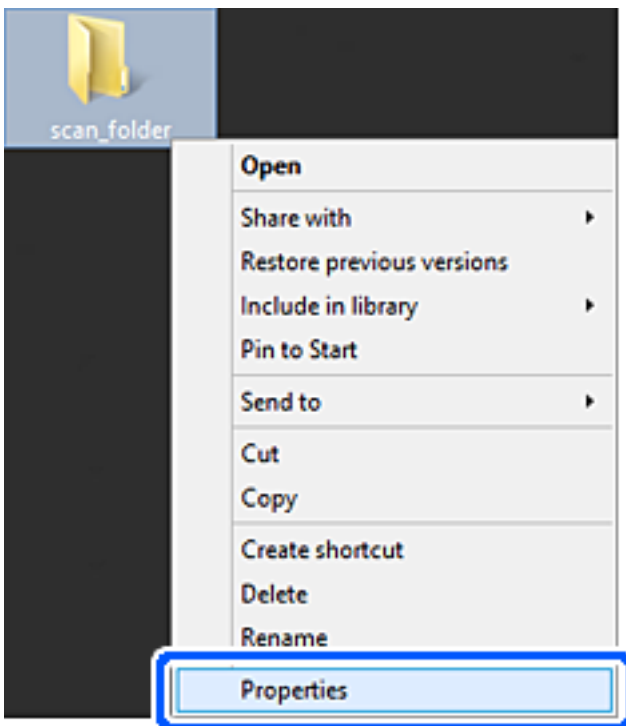 scan_folder
Open
Share with
Restore previous versions
Include in library
Pin to Start
Send to
Cut
Copy
Create shortcut
Delete
Rename
Properties